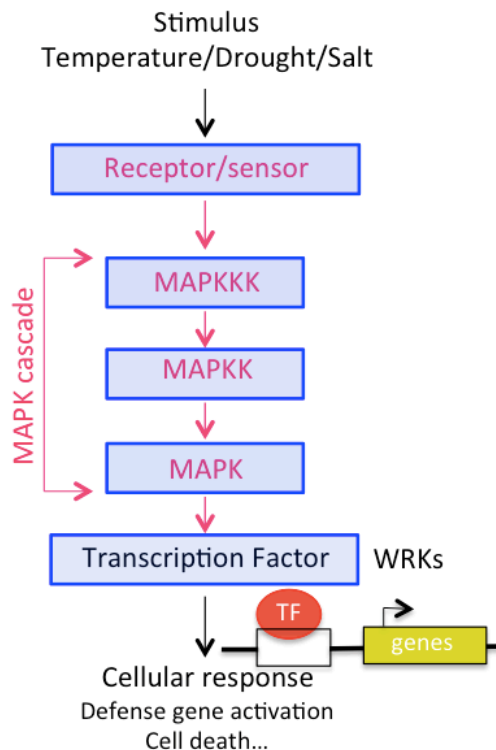 Stimulus
Temperature/Drought/Salt
Receptor/sensor
MAPK cascade
MAPKKK
MAPKK
MAPK
Transcription Factor
WRKs
TF
genes
Cellular response
Defense gene activation
Cell death...